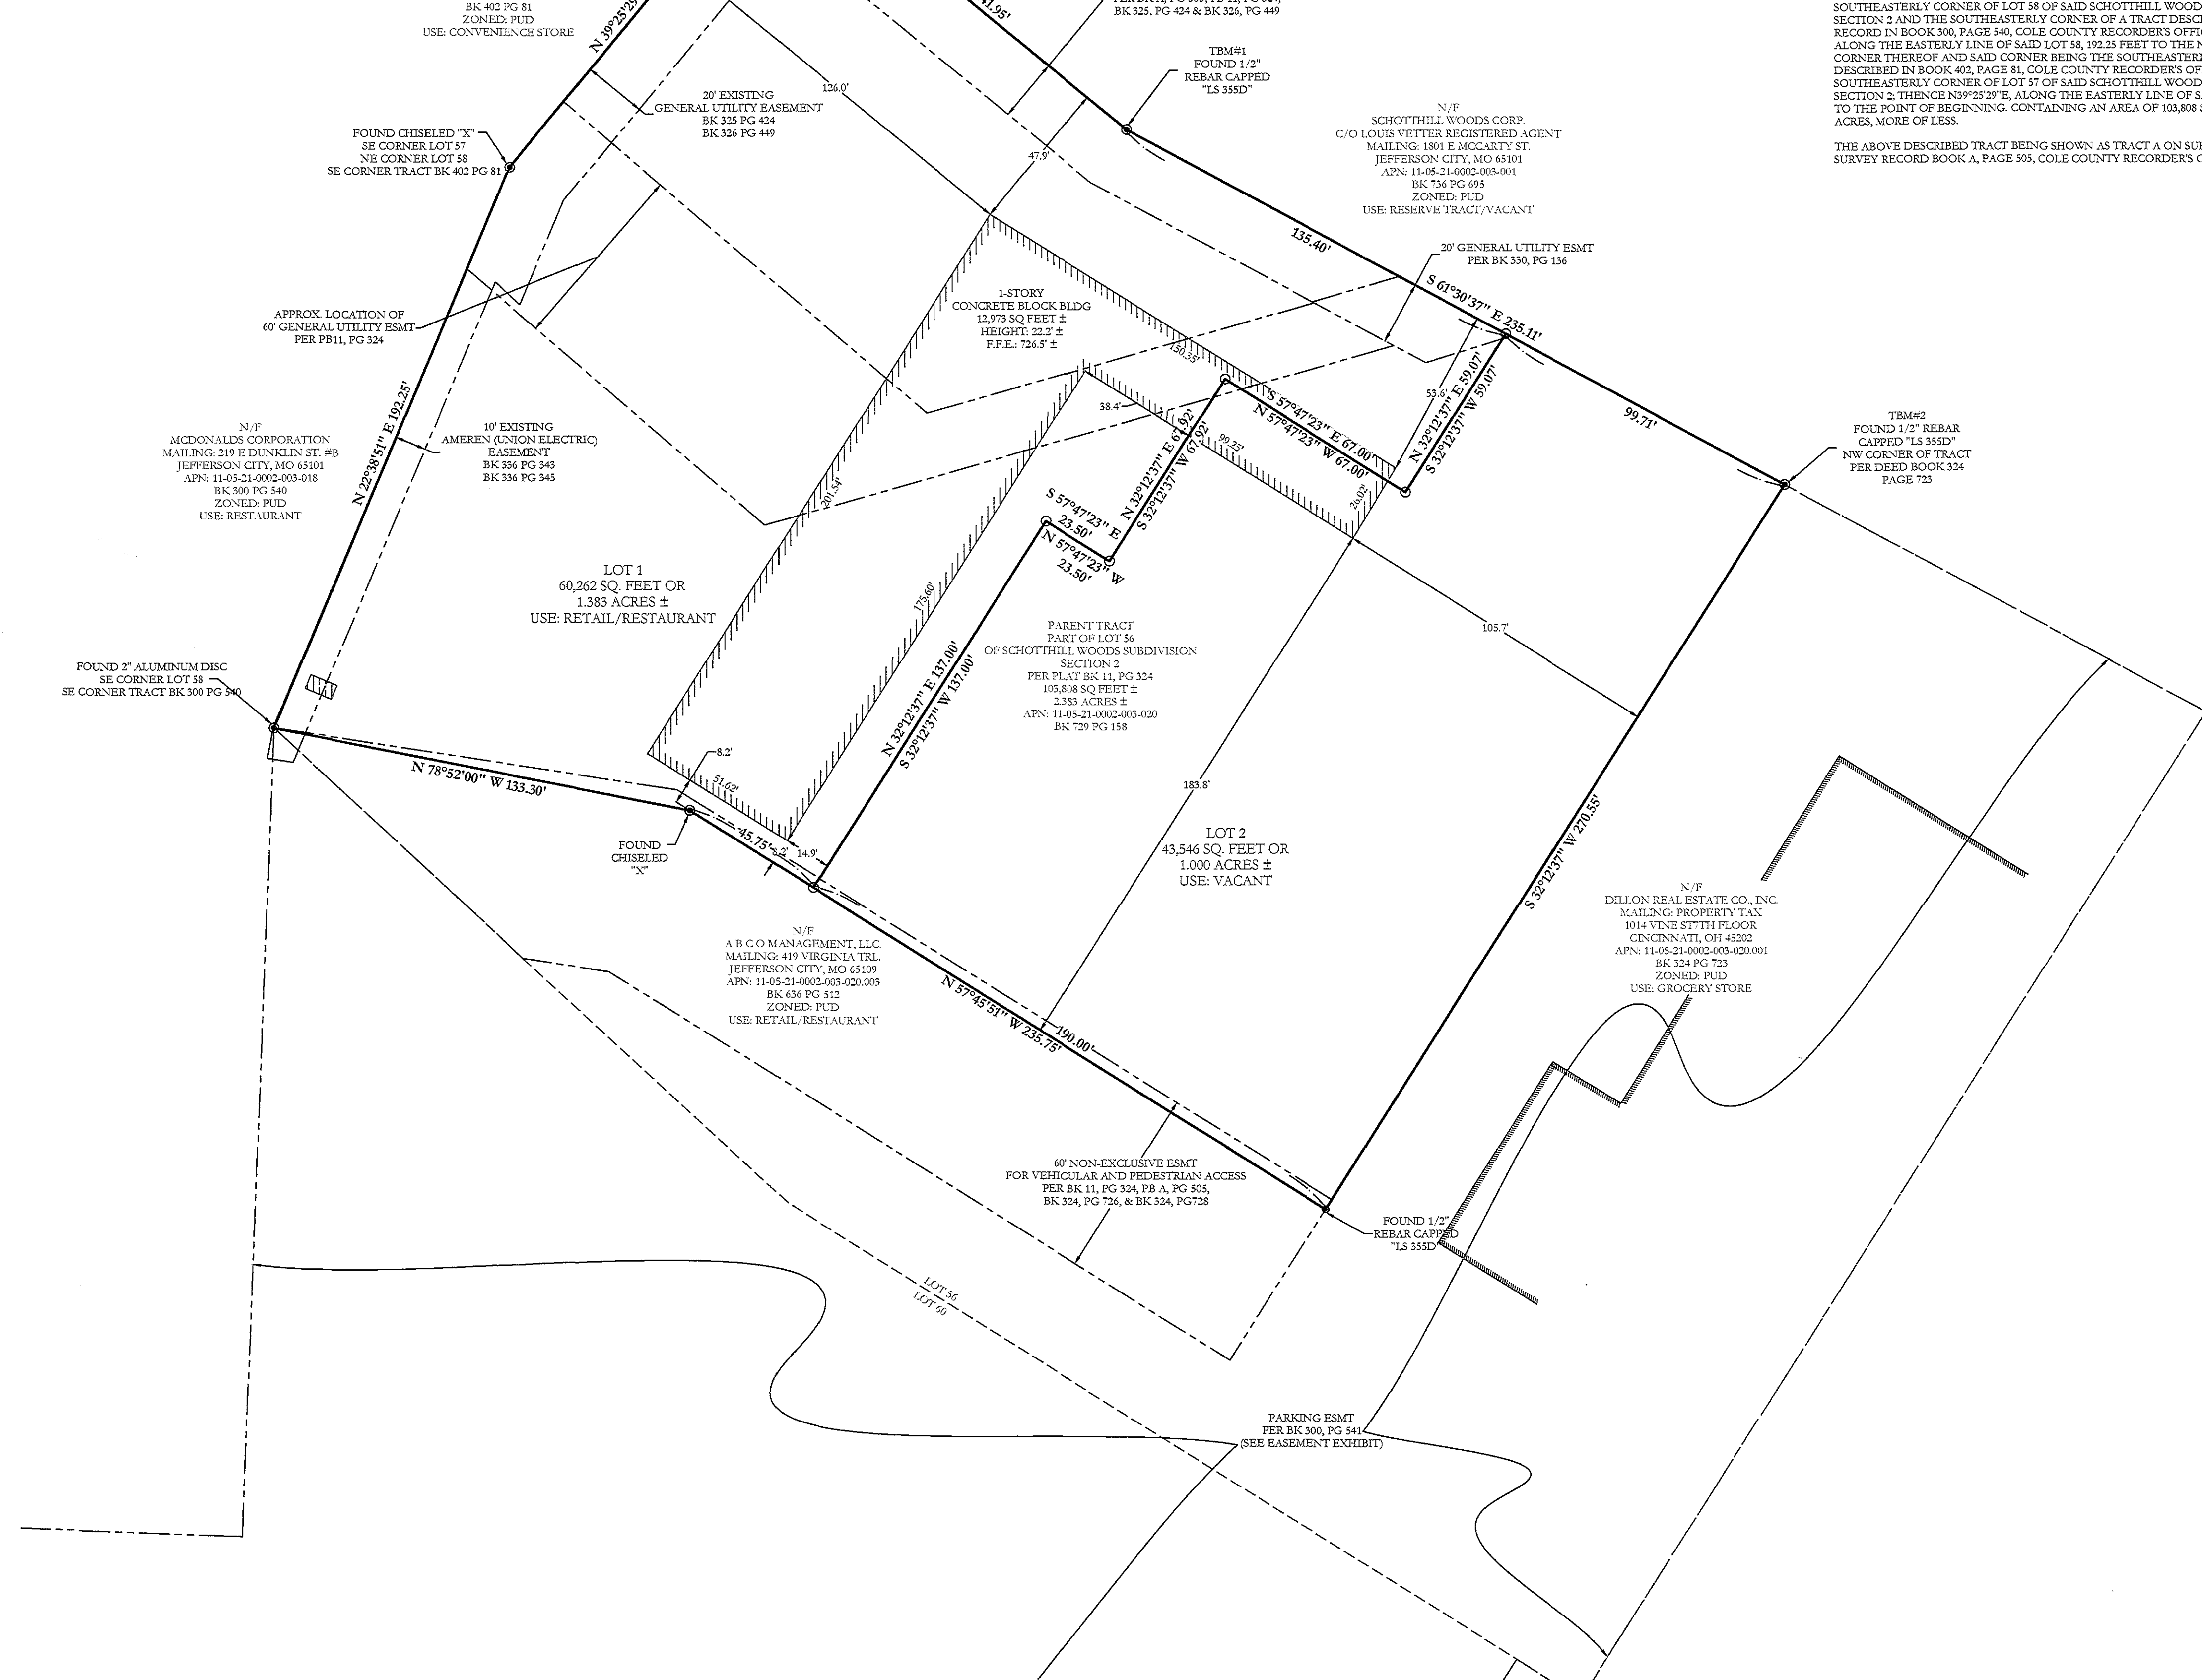 BK 402 PG 81
ZONED: PUD
USE: CONVENIENCE STORE
N 39°25'29
41.95'
BK 325, PG 424 & BK 326, PG 449
TBM#1
FOUND 1/2"
REBAR CAPPED
"LS 355D"
SOUTHEASTERLY CORNER OF LOT 58 OF SAID SCHOTTHILL WOOD
SECTION 2 AND THE SOUTHEASTERLY CORNER OF A TRACT DESC
RECORD IN BOOK 300, PAGE 540, COLE COUNTY RECORDER'S OFFI
ALONG THE EASTERLY LINE OF SAID LOT 58, 192.25 FEET TO THE N
CORNER THEREOF AND SAID CORNER BEING THE SOUTHEASTERL
DESCRIBED IN BOOK 402, PAGE 81, COLE COUNTY RECORDER'S OF
SOUTHEASTERLY CORNER OF LOT 57 OF SAID SCHOTTHILL WOOD
SECTION 2; THENCE N39°25'29"E, ALONG THE EASTERLY LINE OF S
TO THE POINT OF BEGINNING. CONTAINING AN AREA OF 103,808 S
ACRES, MORE OF LESS.
THE ABOVE DESCRIBED TRACT BEING SHOWN AS TRACT A ON SU
SURVEY RECORD BOOK A, PAGE 505, COLE COUNTY RECORDER'S O
20' EXISTING
GENERAL UTILITY EASEMENT
BK 325 PG 424
BK 326 PG 449
126.0'
47.9'
FOUND CHISELED "X"
SE CORNER LOT 57
NE CORNER LOT 58
SE CORNER TRACT BK 402 PG 81
N/F
SCHOTTHILL WOODS CORP.
C/O LOUIS VETTER REGISTERED AGENT
MAILING: 1801 E MCCARTY ST.
JEFFERSON CITY, MO 65101
APN: 11-05-21-0002-003-001
BK 736 PG 695
ZONED: PUD
USE: RESERVE TRACT/VACANT
135.40'
20' GENERAL UTILITY ESMT
PER BK 330, PG 136
S 61°30'37" E 235.11'
APPROX. LOCATION OF
60' GENERAL UTILITY ESMT
PER PB11, PG 324
1-STORY
CONCRETE BLOCK BLDG
12,973 SQ FEET ±
HEIGHT: 22.2' ±
F.F.E.: 726.5' ±
150.35'
53.6'
N 32°12'37" E 59.07'
S 32°12'37" W 59.07'
99.71'
38.4'
99.25'
S 57°47'23" E 67.00'
N 57°47'23" W 67.00'
N 32°12'37" E 67.92'
S 32°12'37" W 67.92'
26.02'
TBM#2
FOUND 1/2" REBAR
CAPPED "LS 355D"
NW CORNER OF TRACT
PER DEED BOOK 324
PAGE 723
N/F
MCDONALDS CORPORATION
MAILING: 219 E DUNKLIN ST. #B
JEFFERSON CITY, MO 65101
APN: 11-05-21-0002-003-018
BK 300 PG 540
ZONED: PUD
USE: RESTAURANT
N 22°38'51" E 192.25'
10' EXISTING
AMEREN (UNION ELECTRIC)
EASEMENT
BK 336 PG 343
BK 336 PG 345
201.54'
S 57°47'23" E
23.50'
N 57°47'23" W
23.50'
LOT 1
60,262 SQ. FEET OR
1.383 ACRES ±
USE: RETAIL/RESTAURANT
175.60'
N 32°12'37" E 137.00'
S 32°12'37" W 137.00'
PARENT TRACT
PART OF LOT 56
OF SCHOTTHILL WOODS SUBDIVISION
SECTION 2
PER PLAT BK 11, PG 324
103,808 SQ FEET ±
2.383 ACRES ±
APN: 11-05-21-0002-003-020
BK 729 PG 158
105.7'
FOUND 2" ALUMINUM DISC
SE CORNER LOT 58
SE CORNER TRACT BK 300 PG 540
N 78°52'00" W 133.30'
8.2'
51.62'
183.8'
S 32°12'37" W 270.55'
FOUND
CHISELED
"X"
45.75'
8.2'
14.9'
LOT 2
43,546 SQ. FEET OR
1.000 ACRES ±
USE: VACANT
N/F
DILLON REAL ESTATE CO., INC.
MAILING: PROPERTY TAX
1014 VINE ST7TH FLOOR
CINCINNATI, OH 45202
APN: 11-05-21-0002-003-020.001
BK 324 PG 723
ZONED: PUD
USE: GROCERY STORE
N/F
A B C O MANAGEMENT, LLC.
MAILING: 419 VIRGINIA TRL.
JEFFERSON CITY, MO 65109
APN: 11-05-21-0002-003-020.003
BK 636 PG 512
ZONED: PUD
USE: RETAIL/RESTAURANT
N 57°45'51" W 235.75'
190.00'
60' NON-EXCLUSIVE ESMT
FOR VEHICULAR AND PEDESTRIAN ACCESS
PER BK 11, PG 324, PB A, PG 505,
BK 324, PG 726, & BK 324, PG728
FOUND 1/2"
REBAR CAPPED
"LS 355D"
LOT 56
LOT 60
PARKING ESMT
PER BK 300, PG 541
(SEE EASEMENT EXHIBIT)